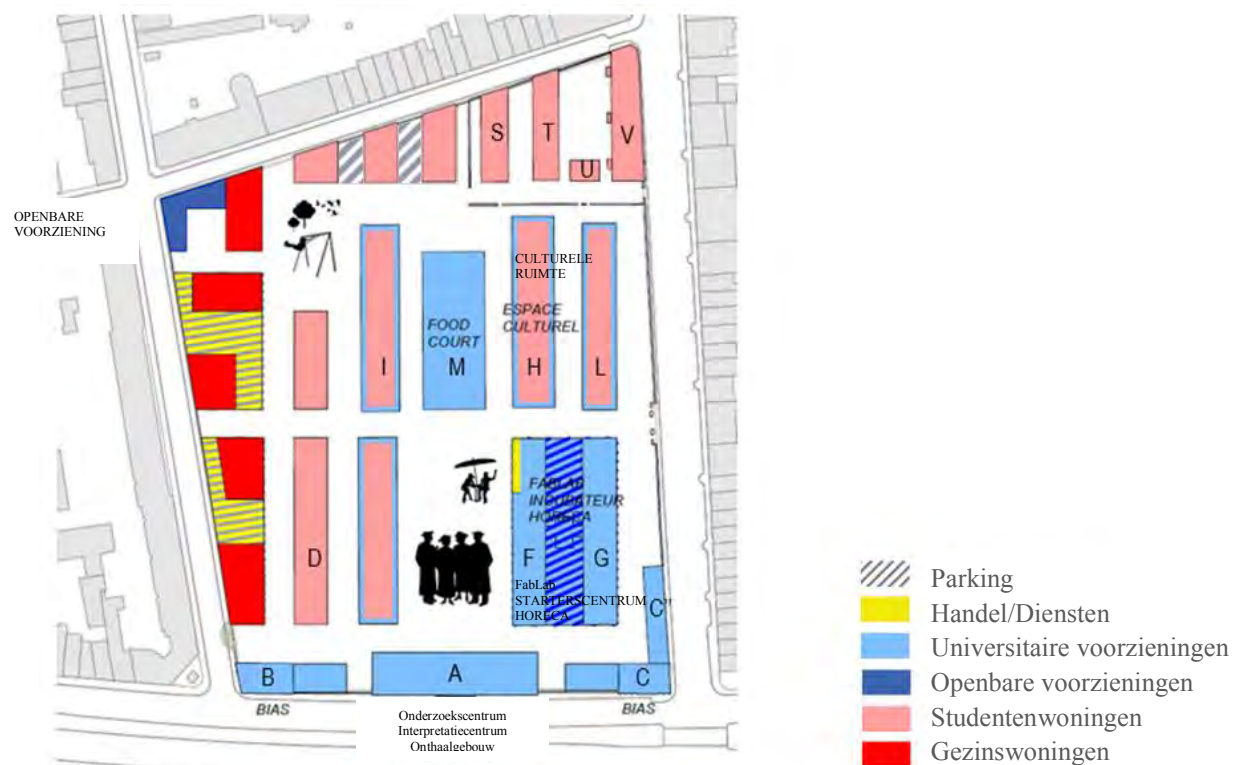 S
T
V
U
OPENBARE
VOORZIENING
CULTURELE
RUIMTE
ESPACE
CULTUREL
FOOD
COURT
I
M
H
L
FABLAB
INCUBATEUR
HORECA
D
F
G
FabLab
STARTERSCENTRUM
HORECA
C'
B
A
C
BIAS
BIAS
Onderzoekscentrum
Interpretatiecentrum
Onthaalgebouw
Parking
Handel/Diensten
Universitaire voorzieningen
Openbare voorzieningen
Studentenwoningen
Gezinswoningen